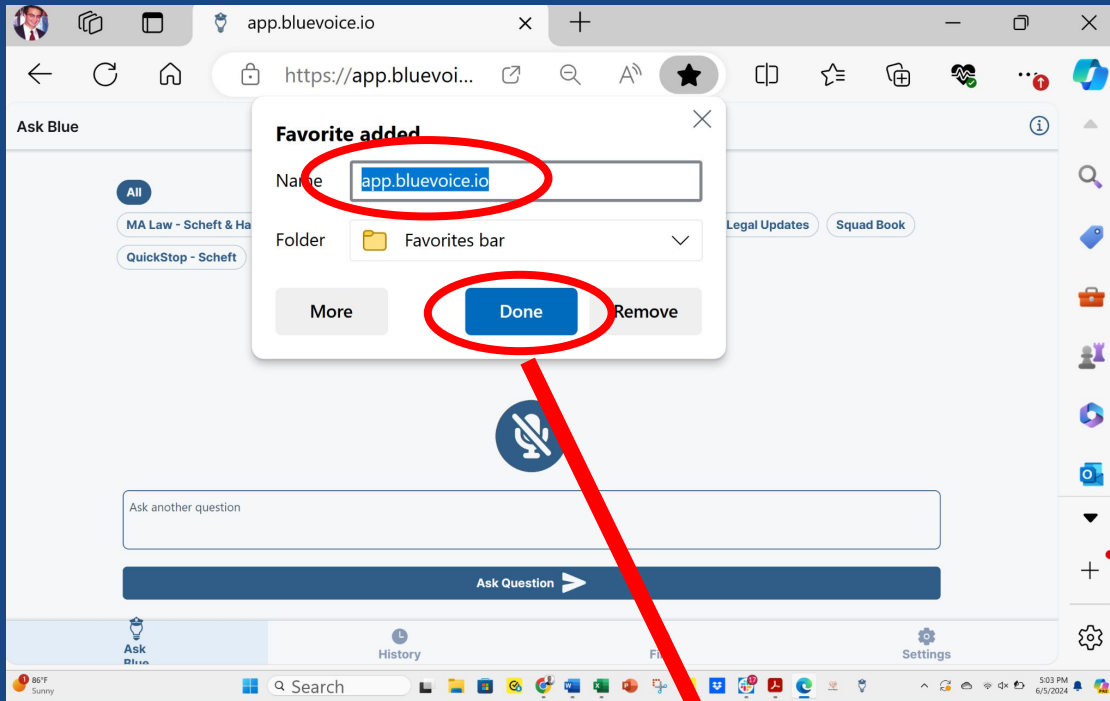 app.bluevoice.io
https://app.bluevoi...
Ask Blue
Favorite added
Name app.bluevoice.io
Folder Favorites bar
More Done Remove
All
MA Law - Scheft & Ha Legal Updates Squad Book
QuickStop - Scheft
Ask another question
Ask Question
Ask
Blue
History
Settings
1 86°F
Sunny
Search
5:03 PM
6/5/2024